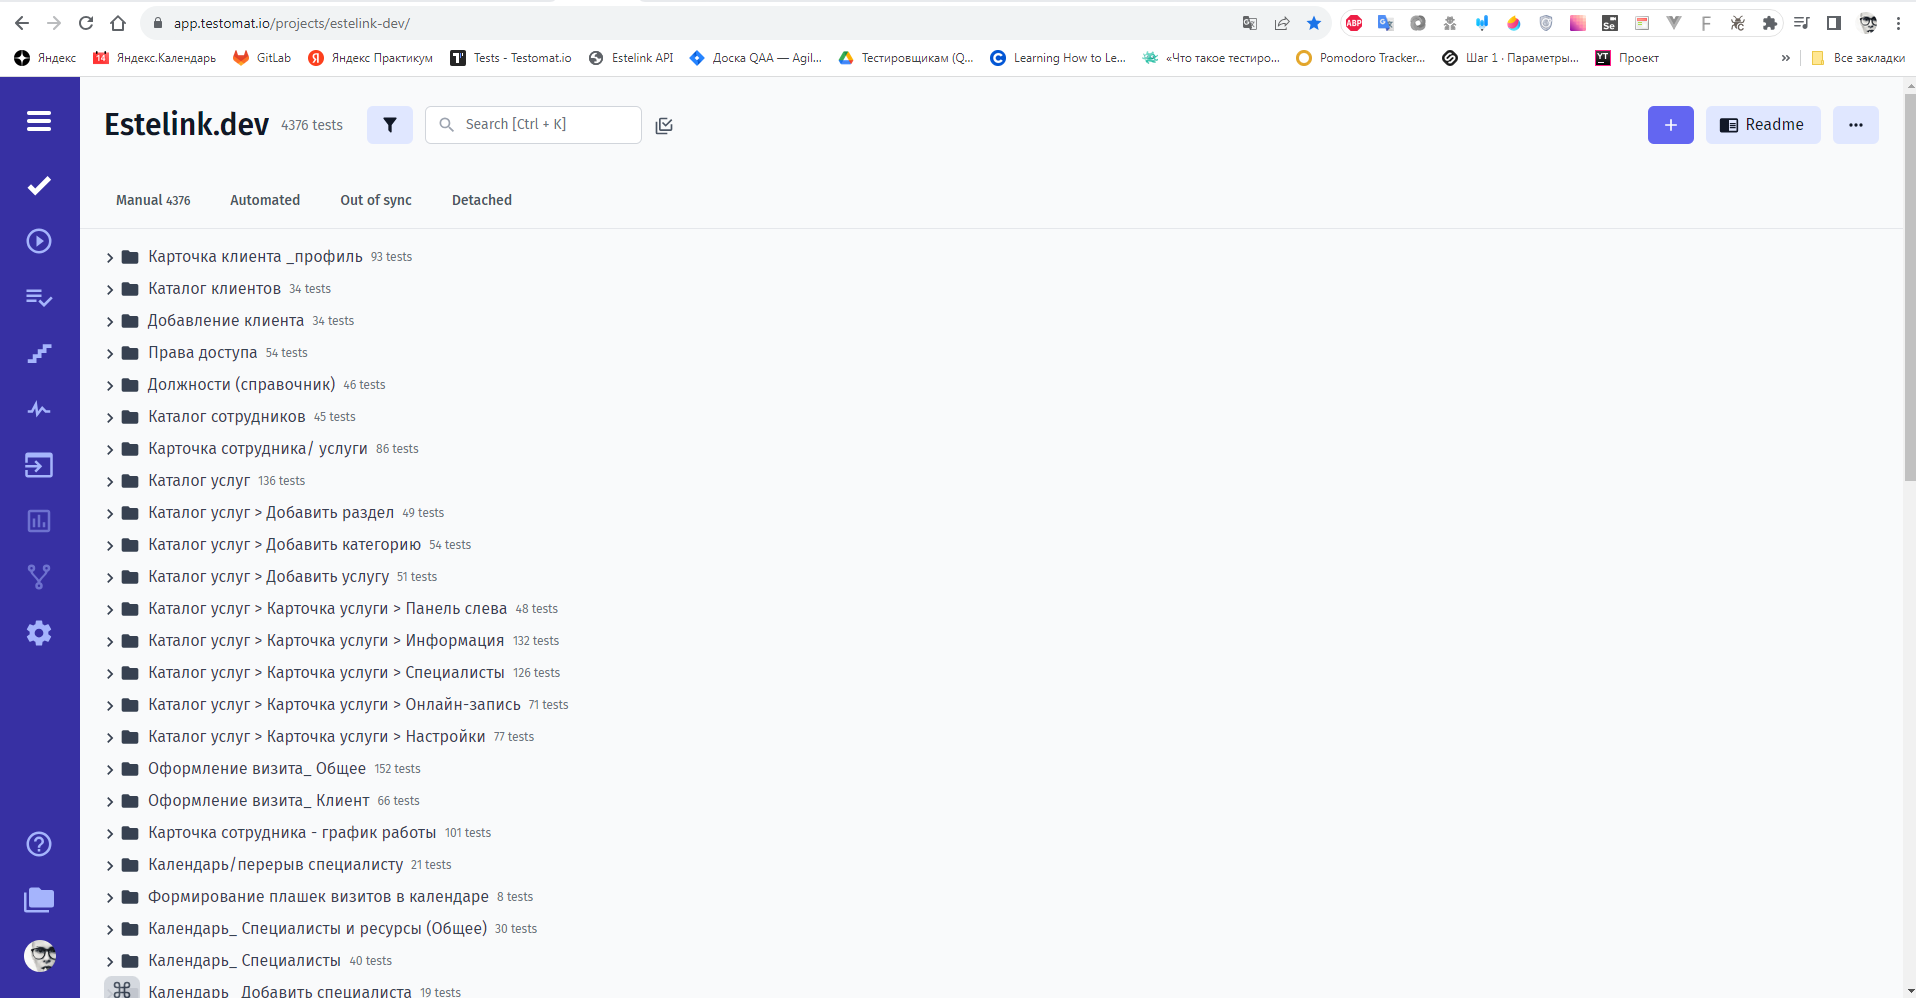 app.testomat.io/projects/estelink-dev/
Яндекс Яндекс.Календарь GitLab Яндекс Практикум Tests - Testomat.io Estelink API Доска QAA — Agil... Тестировщикам (Q... Learning How to Le... «Что такое тестиро... Pomodoro Tracker... Шаг 1 · Параметры... Проект » Все закладки
Estelink.dev 4376 tests Search [Ctrl + K] + Readme ...
Manual 4376 Automated Out of sync Detached
Карточка клиента _профиль 93 tests
Каталог клиентов 34 tests
Добавление клиента 34 tests
Права доступа 54 tests
Должности (справочник) 46 tests
Каталог сотрудников 45 tests
Карточка сотрудника/ услуги 86 tests
Каталог услуг 136 tests
Каталог услуг > Добавить раздел 49 tests
Каталог услуг > Добавить категорию 54 tests
Каталог услуг > Добавить услугу 51 tests
Каталог услуг > Карточка услуги > Панель слева 48 tests
Каталог услуг > Карточка услуги > Информация 132 tests
Каталог услуг > Карточка услуги > Специалисты 126 tests
Каталог услуг > Карточка услуги > Онлайн-запись 71 tests
Каталог услуг > Карточка услуги > Настройки 77 tests
Оформление визита_ Общее 152 tests
Оформление визита_ Клиент 66 tests
Карточка сотрудника - график работы 101 tests
Календарь/перерыв специалисту 21 tests
Формирование плашек визитов в календаре 8 tests
Календарь_ Специалисты и ресурсы (Общее) 30 tests
Календарь_ Специалисты 40 tests
Календарь_ Добавить специалиста 19 tests